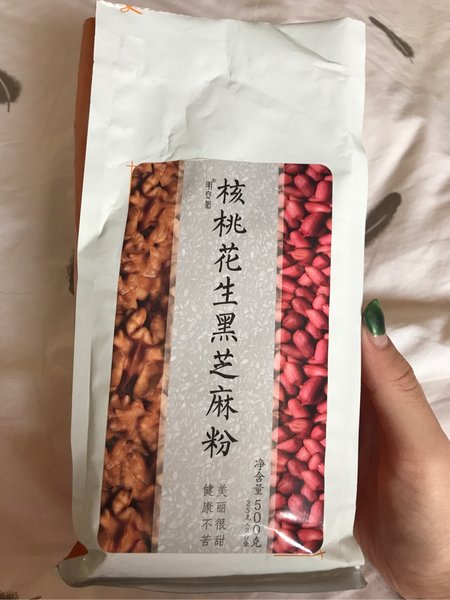 核桃花生黑芝麻粉
净含量500克
美丽很甜
健康不苦